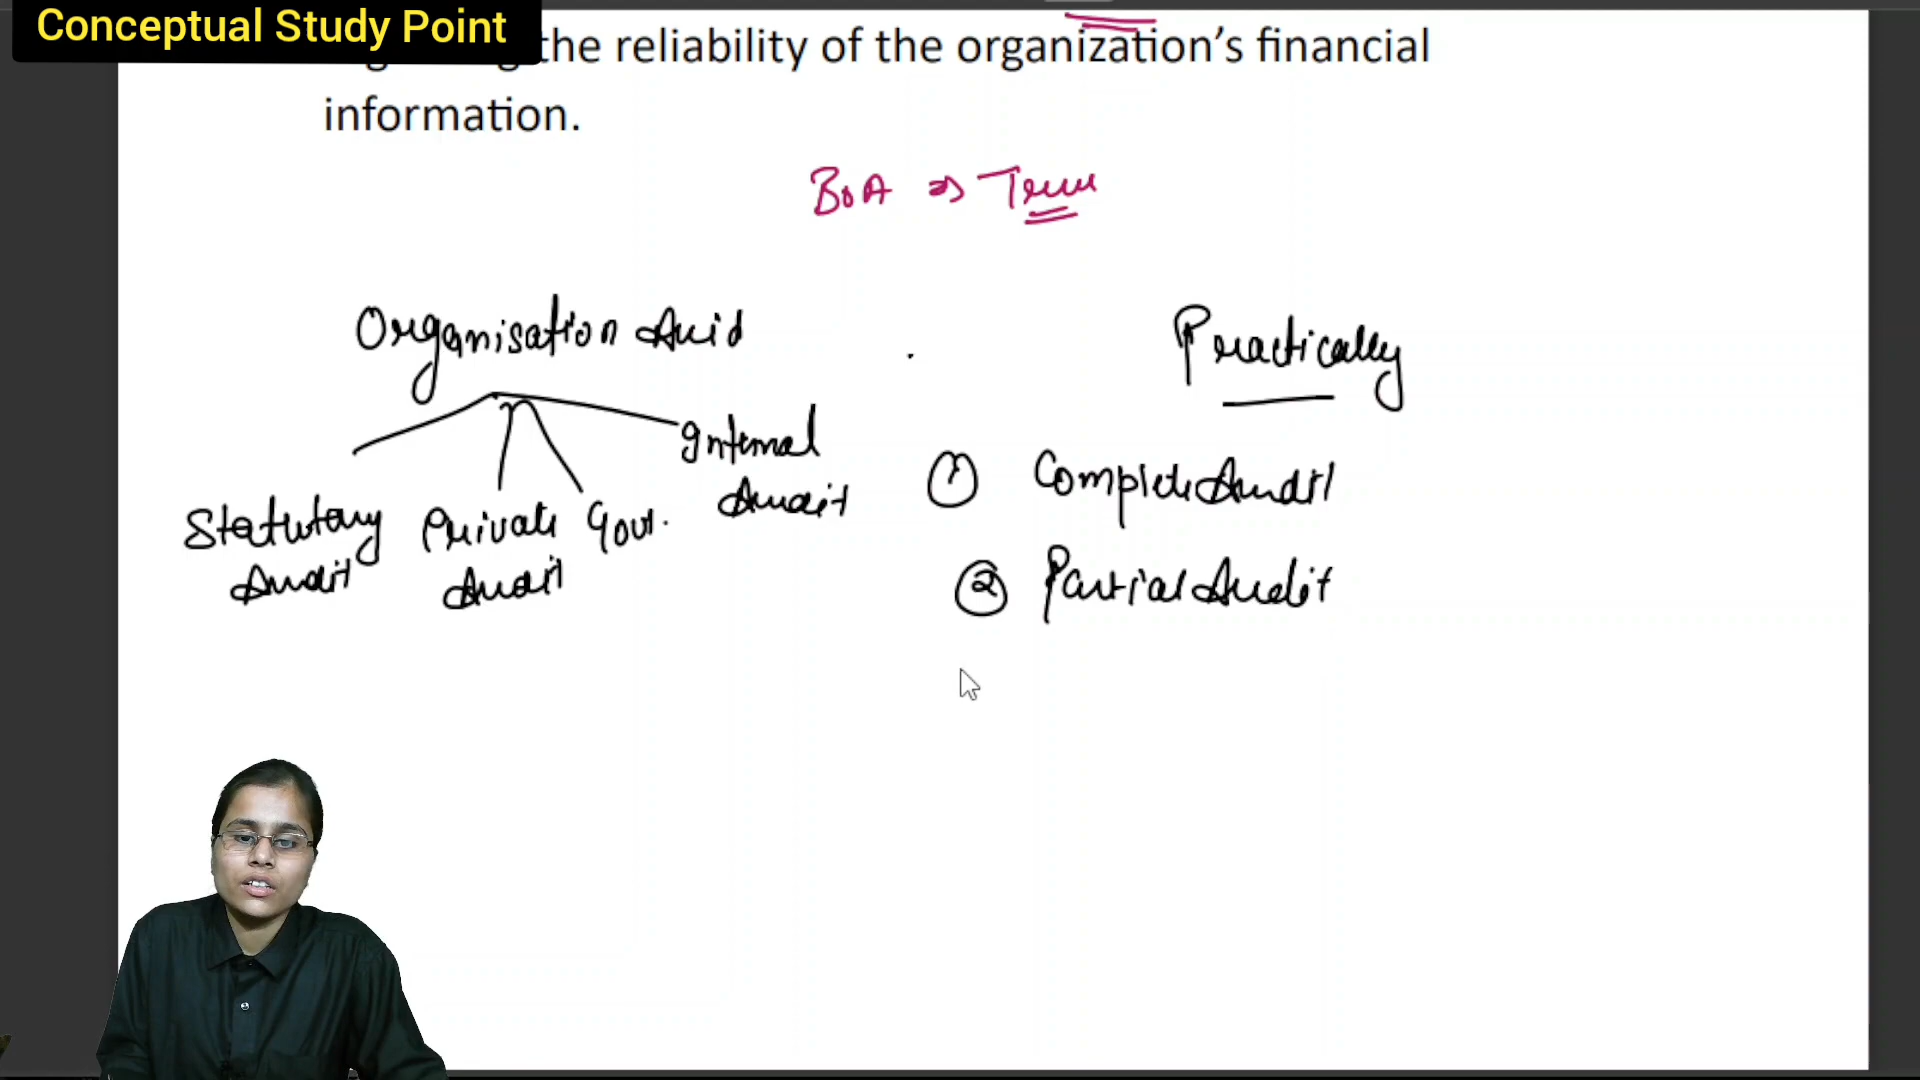 Conceptual Study Point
the reliability of the organization's financial
information.
BOA ⇒ True
Organisation Auid
Practically
Internal
Audit
Statutory
Audit
Private
Audit
Govt.
① Complete Audit
② Partial Audit